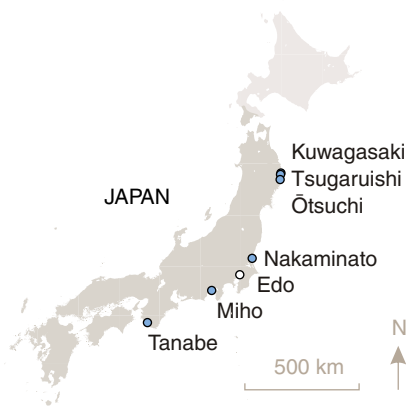 Kuwagasaki
Tsugaruishi
Ōtsuchi
JAPAN
Nakaminato
Edo
Miho
Tanabe
500 km
N